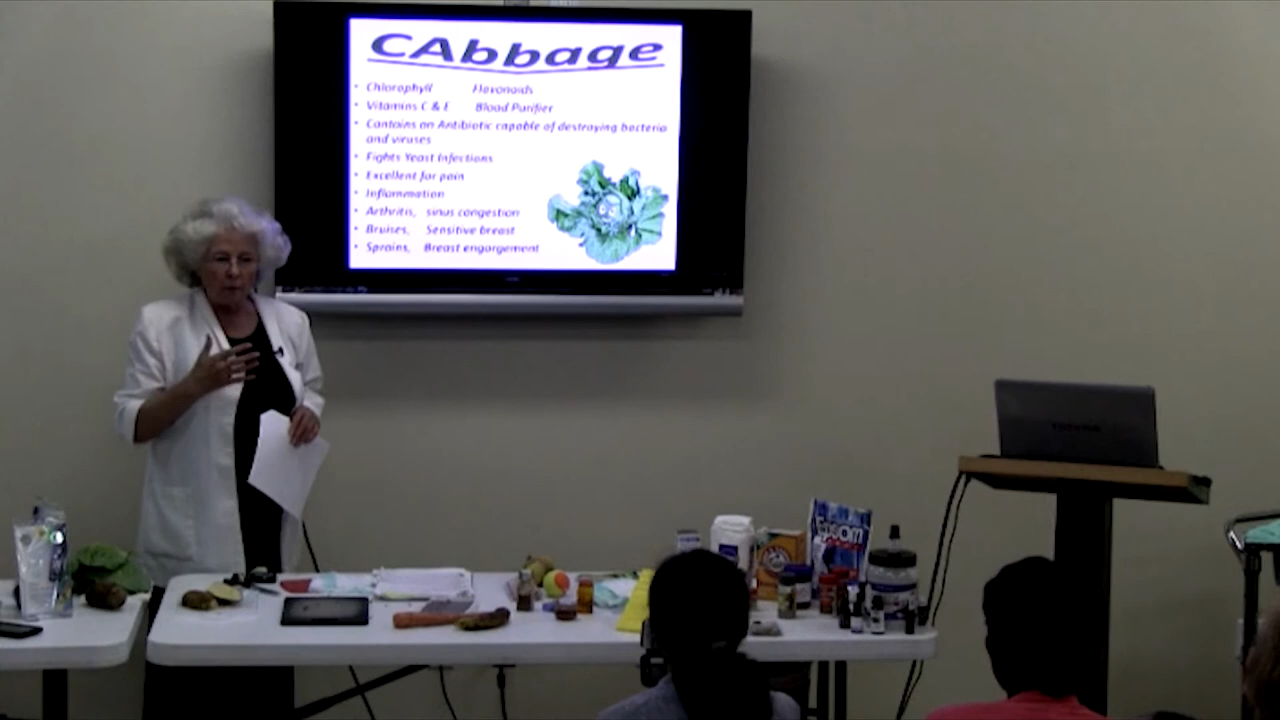 CAbbage
• Chlorophyll Flavonoids
• Vitamins C & E Blood Purifier
• Contains an Antibiotic capable of destroying bacteria
and viruses
• Fights Yeast Infections
• Excellent for pain
• Inflammation
• Arthritis, sinus congestion
• Bruises, Sensitive breast
• Sprains, Breast engorgement
Epsom